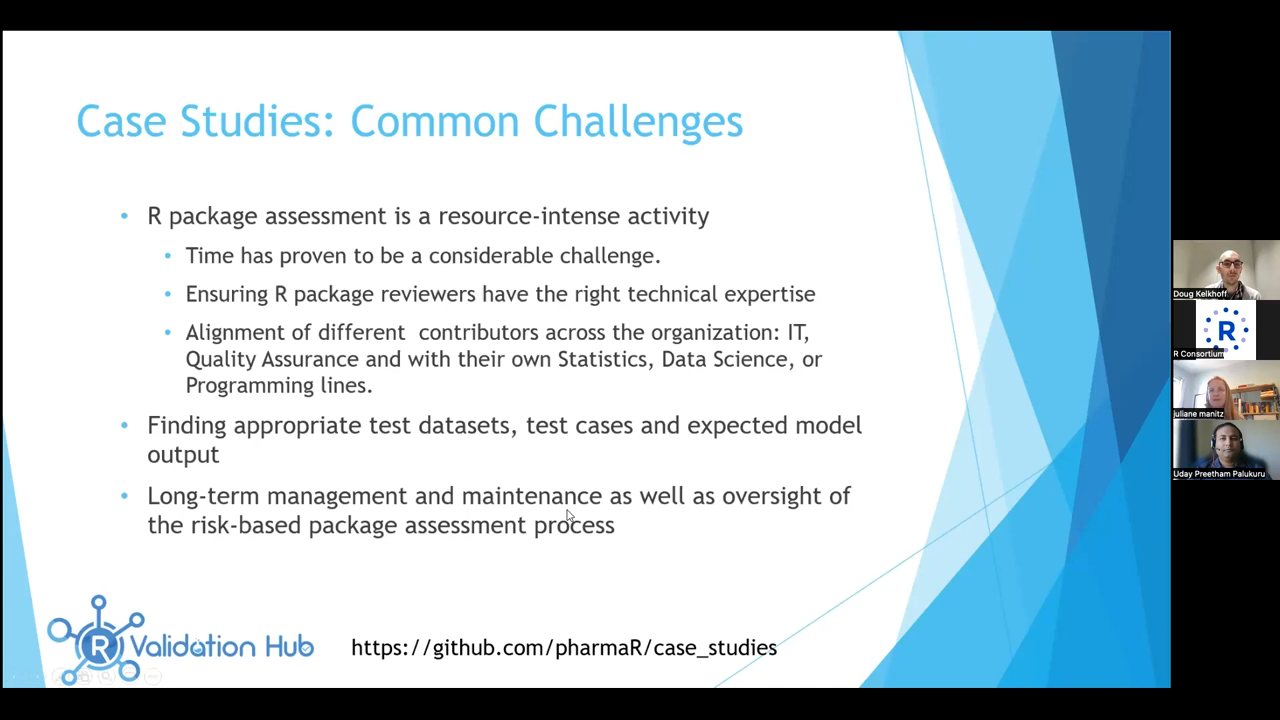 Case Studies: Common Challenges
• R package assessment is a resource-intense activity
• Time has proven to be a considerable challenge.
• Ensuring R package reviewers have the right technical expertise
• Alignment of different contributors across the organization: IT,
Quality Assurance and with their own Statistics, Data Science, or
Programming lines.
• Finding appropriate test datasets, test cases and expected model
output
• Long-term management and maintenance as well as oversight of
the risk-based package assessment process
R Validation Hub
https://github.com/pharmaR/case_studies
Doug Kelkhoff
R
R Consortium
juliane manitz
Uday Preetham Palukuru